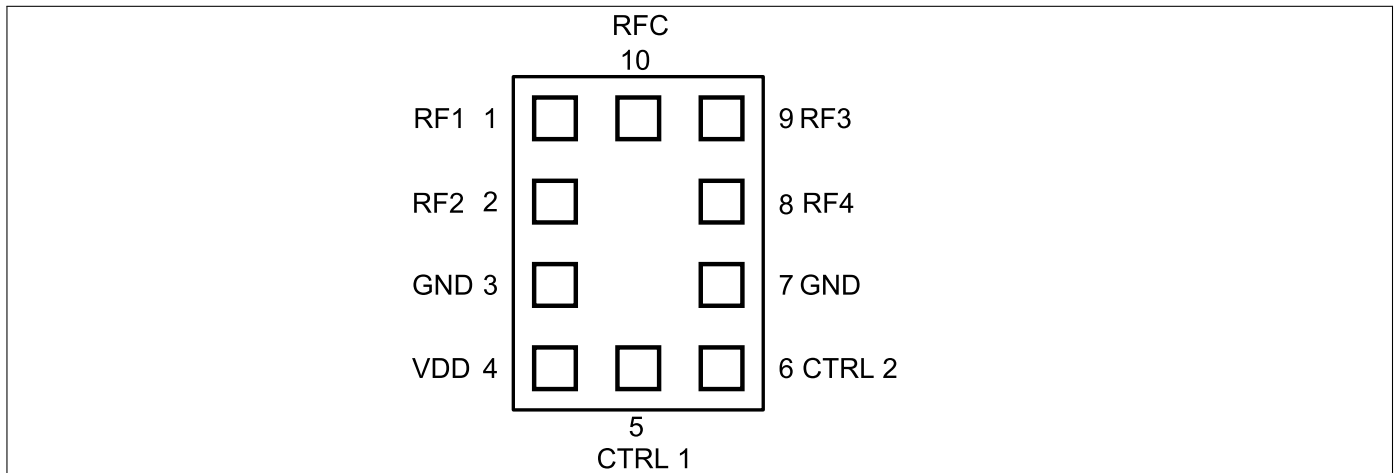 RFC
10
RF1 1
9 RF3
RF2 2
8 RF4
GND 3
7 GND
VDD 4
6 CTRL 2
5
CTRL 1